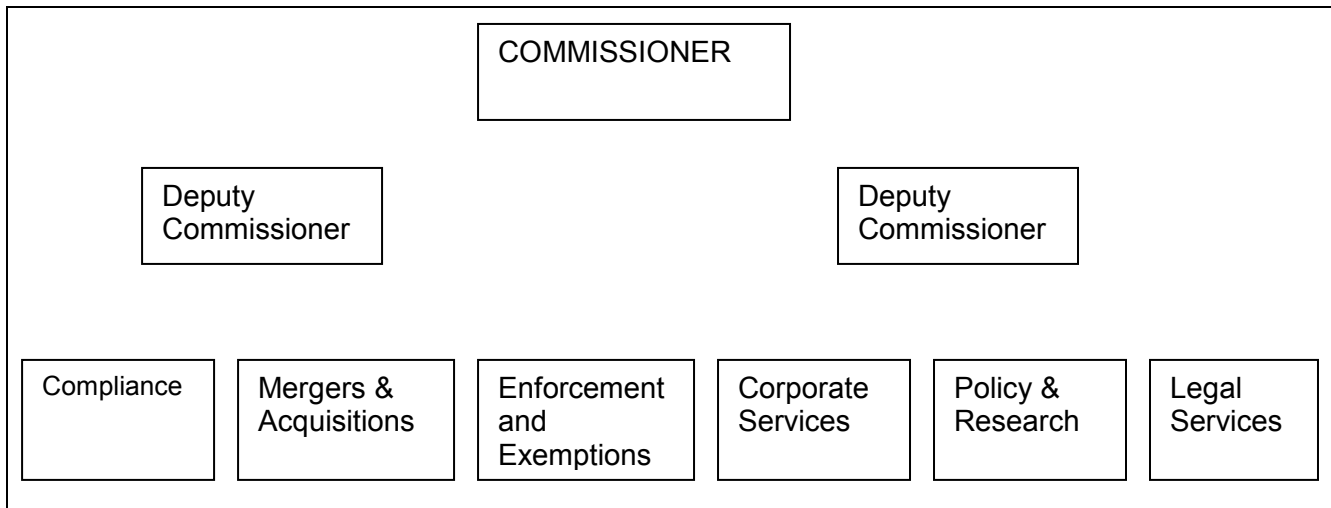 COMMISSIONER
Deputy
Commissioner
Deputy
Commissioner
Compliance
Mergers &
Acquisitions
Enforcement
and
Exemptions
Corporate
Services
Policy &
Research
Legal
Services